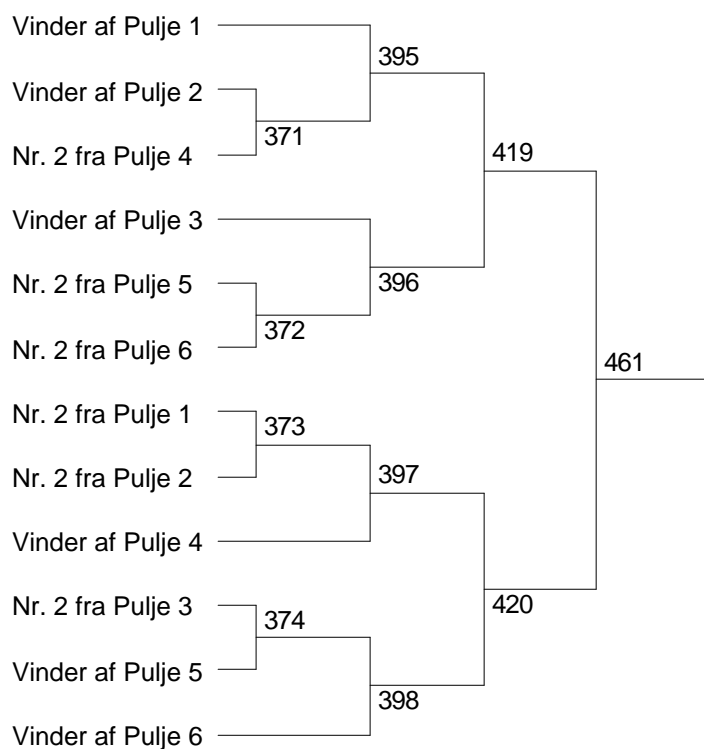 Vinder af Pulje 1
395
Vinder af Pulje 2
371
Nr. 2 fra Pulje 4
419
Vinder af Pulje 3
396
Nr. 2 fra Pulje 5
372
Nr. 2 fra Pulje 6
461
Nr. 2 fra Pulje 1
373
Nr. 2 fra Pulje 2
397
Vinder af Pulje 4
Nr. 2 fra Pulje 3
420
374
Vinder af Pulje 5
398
Vinder af Pulje 6